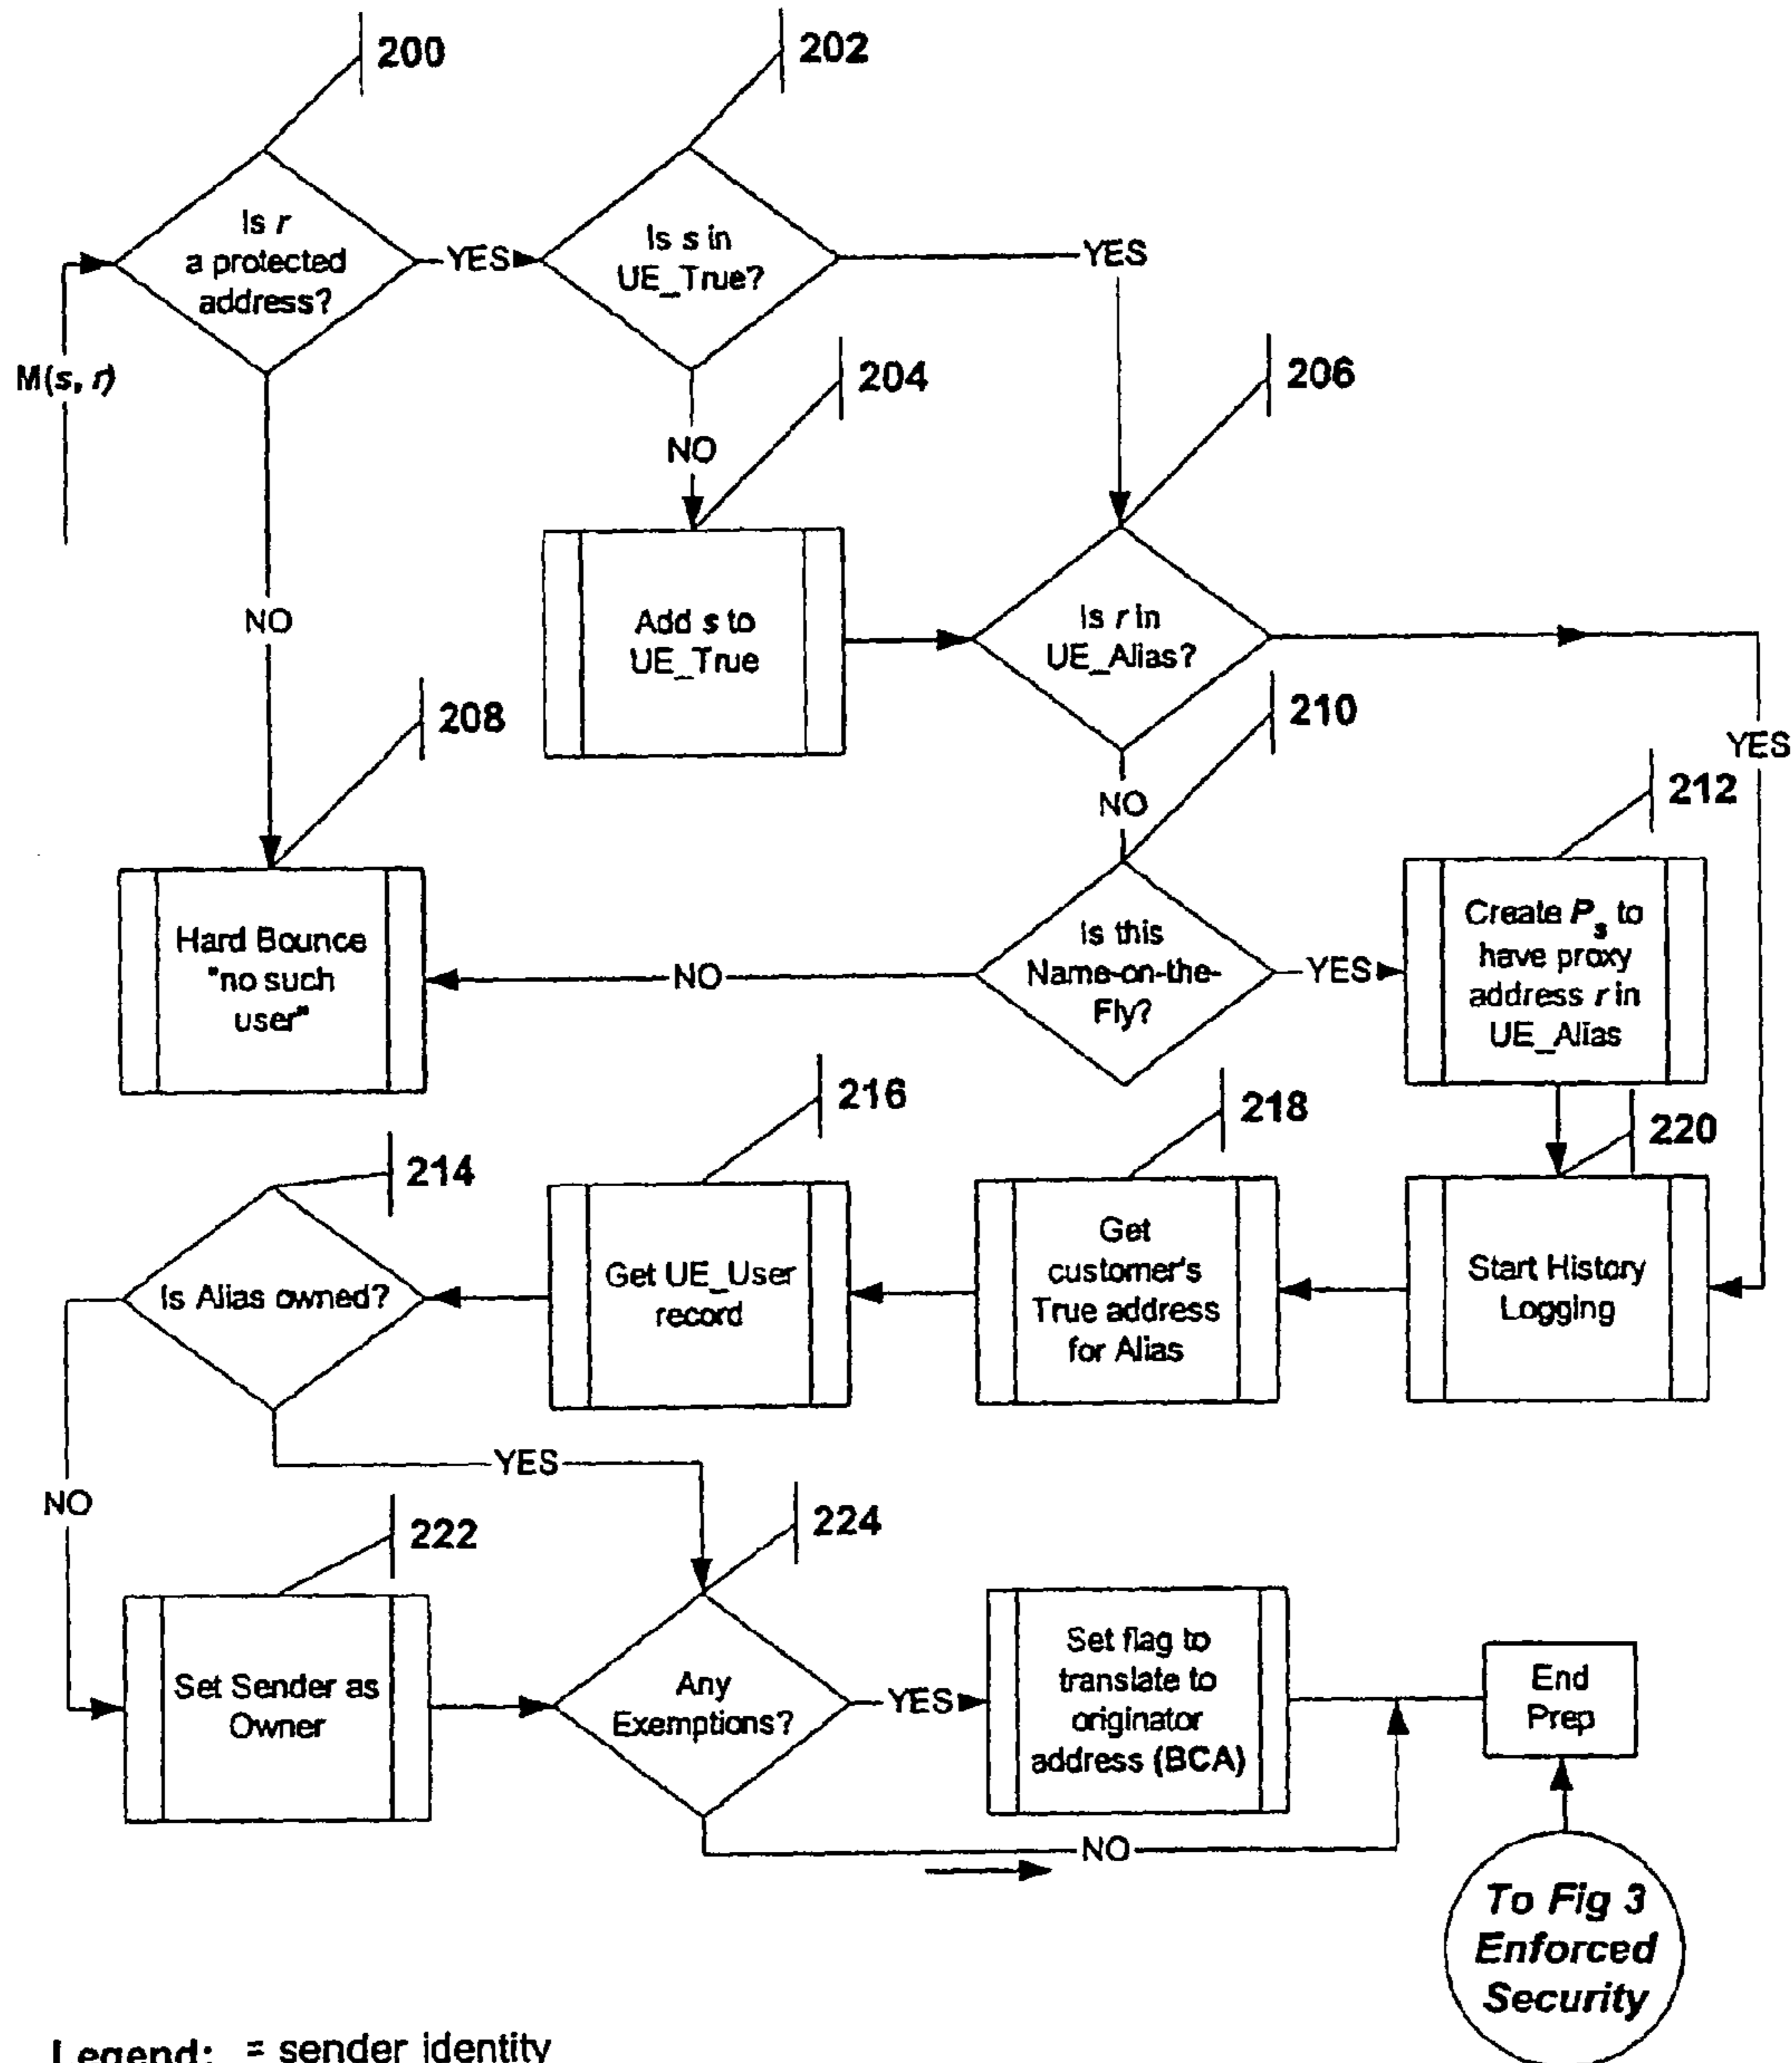 200
202
Is r
a protected
address?
YES
Is s in
UE_True?
YES
M(s, r)
204
206
NO
NO
Add s to
UE_True
Is r in
UE_Alias?
208
210
YES
212
NO
Hard Bounce
"no such
user"
NO
Is this
Name-on-the-
Fly?
YES
Create Ps to
have proxy
address r in
UE_Alias
214
216
218
220
Is Alias owned?
Get UE_User
record
Get
customer's
True address
for Alias
Start History
Logging
YES
NO
222
224
Set Sender as
Owner
Any
Exemptions?
YES
Set flag to
translate to
originator
address (BCA)
End
Prep
NO
To Fig 3
Enforced
Security
Legend: = sender identity